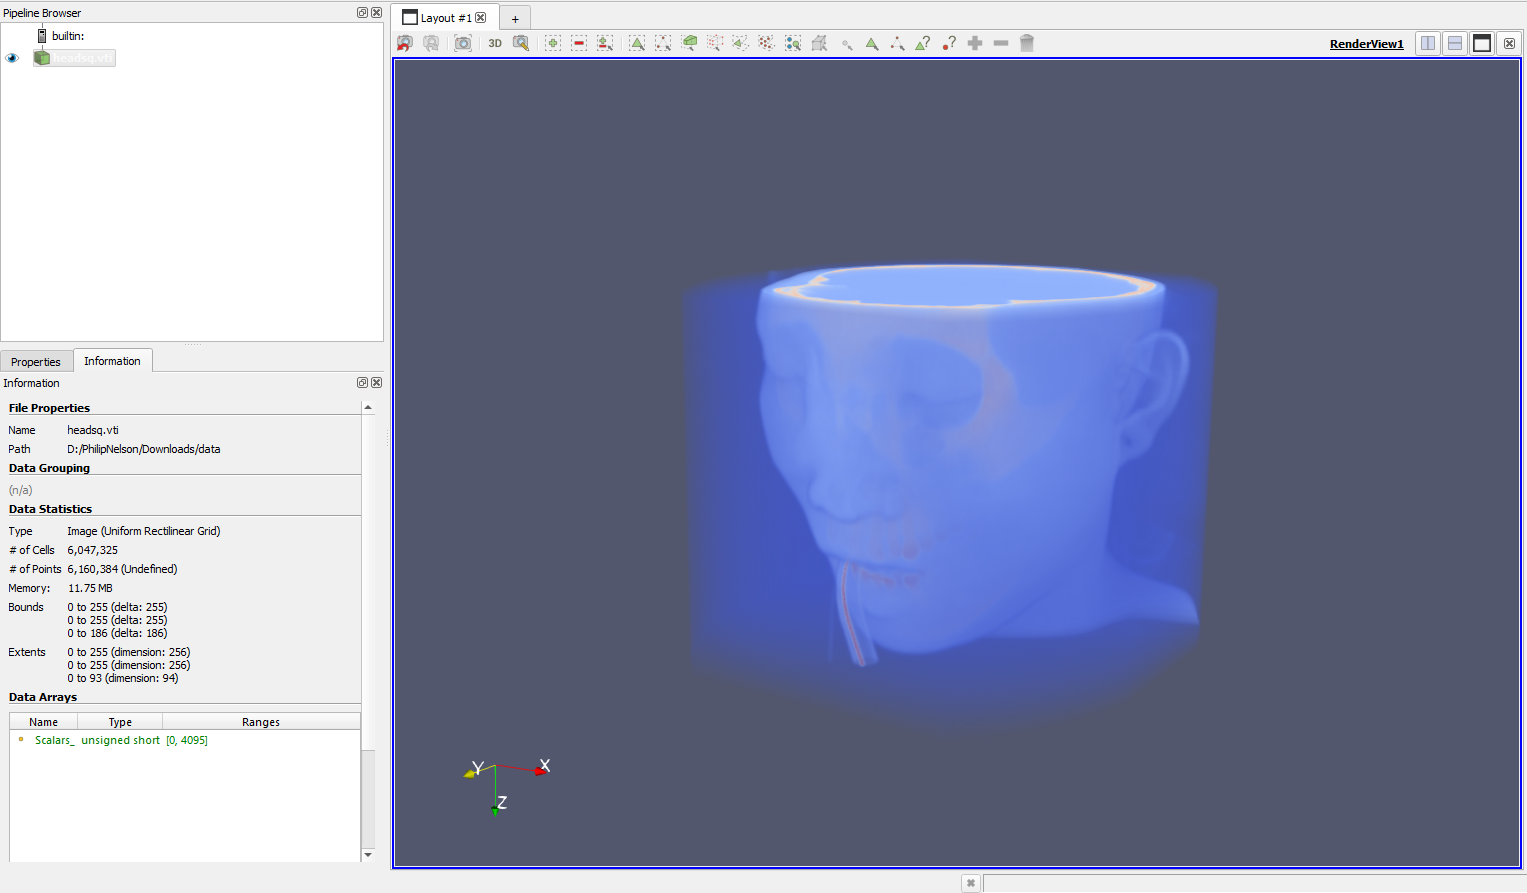 Pipeline Browser
builtin:
headsq.vti
Properties
Information
Information
File Properties
Name headsq.vti
Path D:/PhilipNelson/Downloads/data
Data Grouping
(n/a)
Data Statistics
Type Image (Uniform Rectilinear Grid)
# of Cells 6,047,325
# of Points 6,160,384 (Undefined)
Memory: 11.75 MB
Bounds 0 to 255 (delta: 255)
0 to 255 (delta: 255)
0 to 186 (delta: 186)
Extents 0 to 255 (dimension: 256)
0 to 255 (dimension: 256)
0 to 93 (dimension: 94)
Data Arrays
Name Type Ranges
Scalars_ unsigned short [0, 4095]
Layout #1
+
3D
? ?
RenderView1
Y X
Z